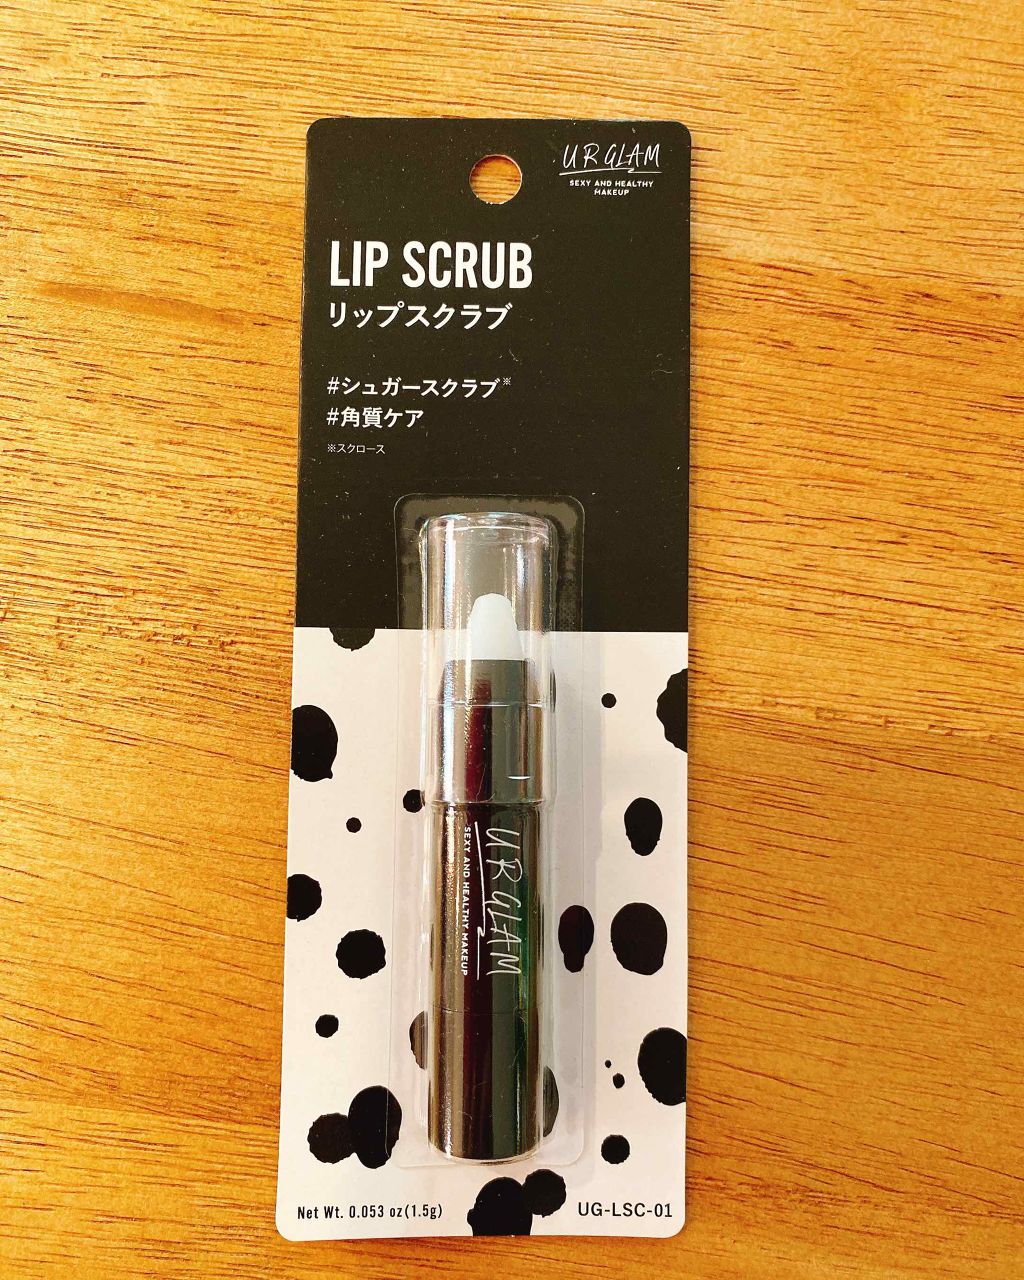 UR GLAM
SEXY AND HEALTHY
MAKEUP
LIP SCRUB
リップスクラブ
#シュガースクラブ※
#角質ケア
※スクロース
UR GLAM
SEXY AND HEALTHY MAKEUP
Net Wt. 0.053 oz(1.5g)
UG-LSC-01